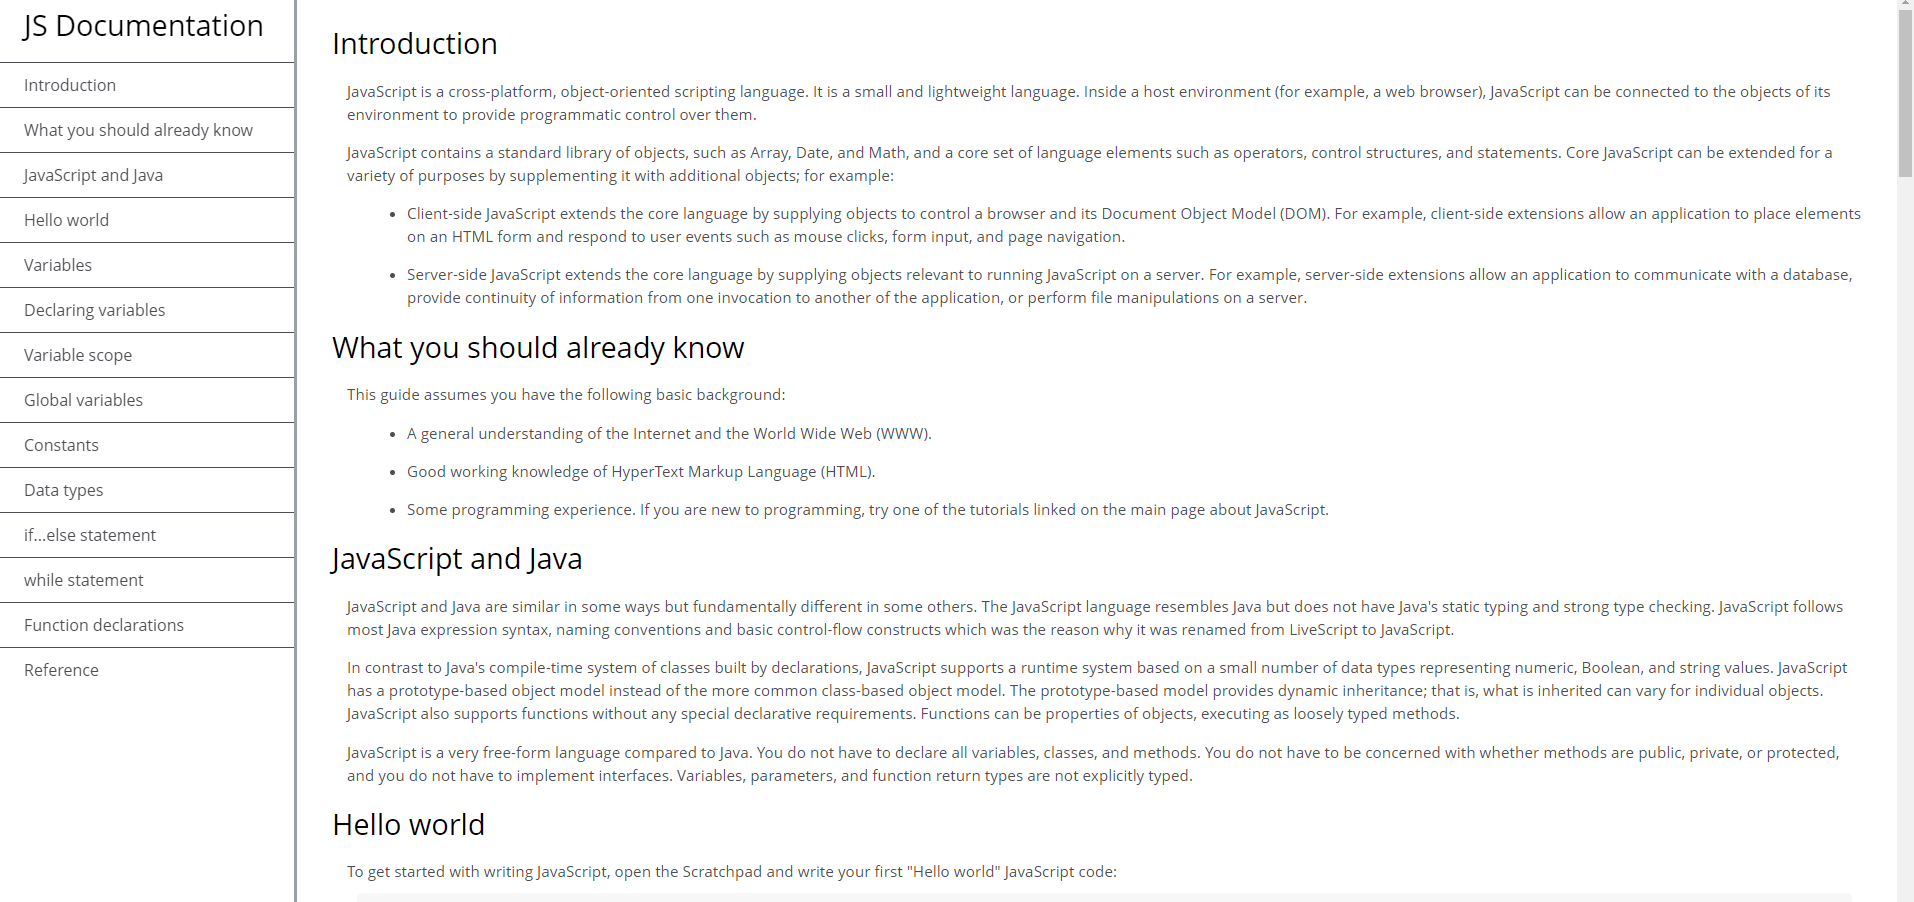 JS Documentation
Introduction
What you should already know
JavaScript and Java
Hello world
Variables
Declaring variables
Variable scope
Global variables
Constants
Data types
if...else statement
while statement
Function declarations
Reference
Introduction
JavaScript is a cross-platform, object-oriented scripting language. It is a small and lightweight language. Inside a host environment (for example, a web browser), JavaScript can be connected to the objects of its
environment to provide programmatic control over them.
JavaScript contains a standard library of objects, such as Array, Date, and Math, and a core set of language elements such as operators, control structures, and statements. Core JavaScript can be extended for a
variety of purposes by supplementing it with additional objects; for example:
• Client-side JavaScript extends the core language by supplying objects to control a browser and its Document Object Model (DOM). For example, client-side extensions allow an application to place elements
on an HTML form and respond to user events such as mouse clicks, form input, and page navigation.
• Server-side JavaScript extends the core language by supplying objects relevant to running JavaScript on a server. For example, server-side extensions allow an application to communicate with a database,
provide continuity of information from one invocation to another of the application, or perform file manipulations on a server.
What you should already know
This guide assumes you have the following basic background:
• A general understanding of the Internet and the World Wide Web (WWW).
• Good working knowledge of HyperText Markup Language (HTML).
• Some programming experience. If you are new to programming, try one of the tutorials linked on the main page about JavaScript.
JavaScript and Java
JavaScript and Java are similar in some ways but fundamentally different in some others. The JavaScript language resembles Java but does not have Java's static typing and strong type checking. JavaScript follows
most Java expression syntax, naming conventions and basic control-flow constructs which was the reason why it was renamed from LiveScript to JavaScript.
In contrast to Java's compile-time system of classes built by declarations, JavaScript supports a runtime system based on a small number of data types representing numeric, Boolean, and string values. JavaScript
has a prototype-based object model instead of the more common class-based object model. The prototype-based model provides dynamic inheritance; that is, what is inherited can vary for individual objects.
JavaScript also supports functions without any special declarative requirements. Functions can be properties of objects, executing as loosely typed methods.
JavaScript is a very free-form language compared to Java. You do not have to declare all variables, classes, and methods. You do not have to be concerned with whether methods are public, private, or protected,
and you do not have to implement interfaces. Variables, parameters, and function return types are not explicitly typed.
Hello world
To get started with writing JavaScript, open the Scratchpad and write your first "Hello world" JavaScript code: